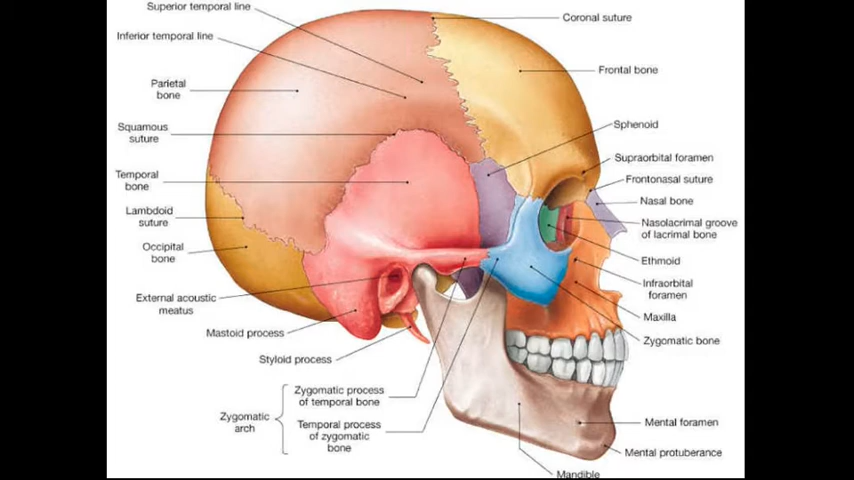 Superior temporal line
Inferior temporal line
Parietal
bone
Squamous
suture
Temporal
bone
Lambdoid
suture
Occipital
bone
External acoustic
meatus
Mastoid process
Styloid process
Zygomatic
arch
Zygomatic process
of temporal bone
Temporal process
of zygomatic
bone
Coronal suture
Frontal bone
Sphenoid
Supraorbital foramen
Frontonasal suture
Nasal bone
Nasolacrimal groove
of lacrimal bone
Ethmoid
Infraorbital
foramen
Maxilla
Zygomatic bone
Mental foramen
Mental protuberance
Mandible